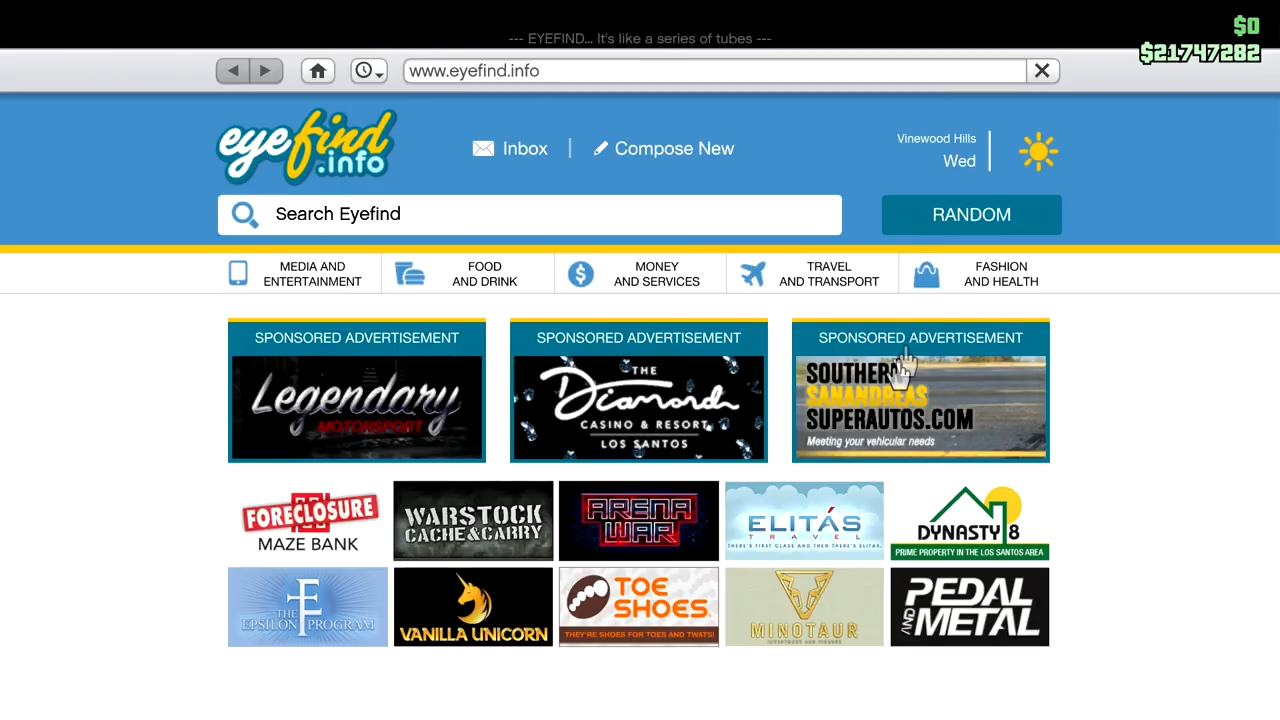 --- EYEFIND... It's like a series of tubes ---
$0
$21747282
www.eyefind.info
eyefind
.info
Inbox
Compose New
Vinewood Hills
Wed
Search Eyefind
RANDOM
MEDIA AND
ENTERTAINMENT
FOOD
AND DRINK
MONEY
AND SERVICES
TRAVEL
AND TRANSPORT
FASHION
AND HEALTH
SPONSORED ADVERTISEMENT
Legendary
MOTORSPORT
SPONSORED ADVERTISEMENT
THE
Diamond
CASINO & RESORT
LOS SANTOS
SPONSORED ADVERTISEMENT
SOUTHERN
SANANDREAS
SUPERAUTOS.COM
Meeting your vehicular needs
FORECLOSURE
MAZE BANK
WARSTOCK
CACHE & CARRY
ARENA
WAR
ELITÁS
TRAVEL
THERE'S FIRST CLASS AND THEN THERE'S ELITAS.
DYNASTY 8
PRIME PROPERTY IN THE LOS SANTOS AREA
THE
EPSILON PROGRAM
VANILLA UNICORN
TOE
SHOES
THEY'RE SHOES FOR TOES AND TWATS!
MINOTAUR
PEDAL
AND METAL